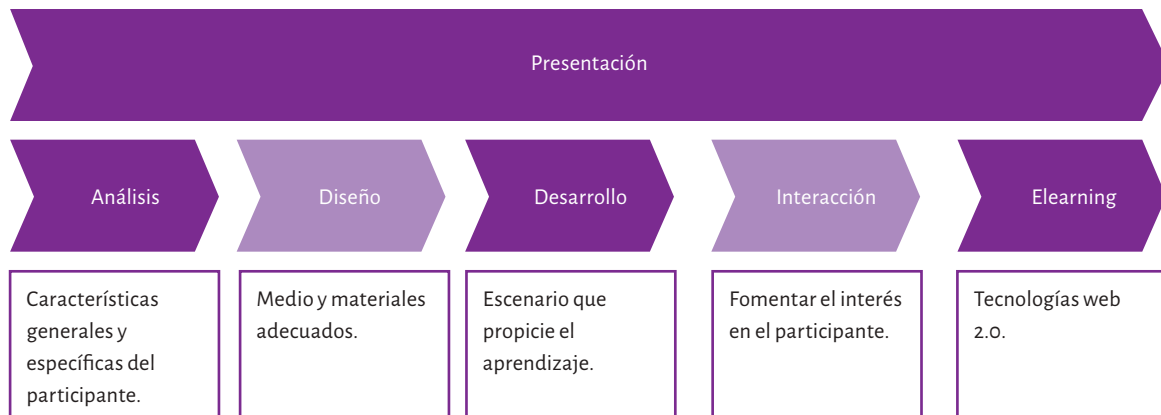 Presentación
Análisis
Diseño
Desarrollo
Interacción
Elearning
Características
generales y
específicas del
participante.
Medio y materiales
adecuados.
Escenario que
propicie el
aprendizaje.
Fomentar el interés
en el participante.
Tecnologías web
2.0.